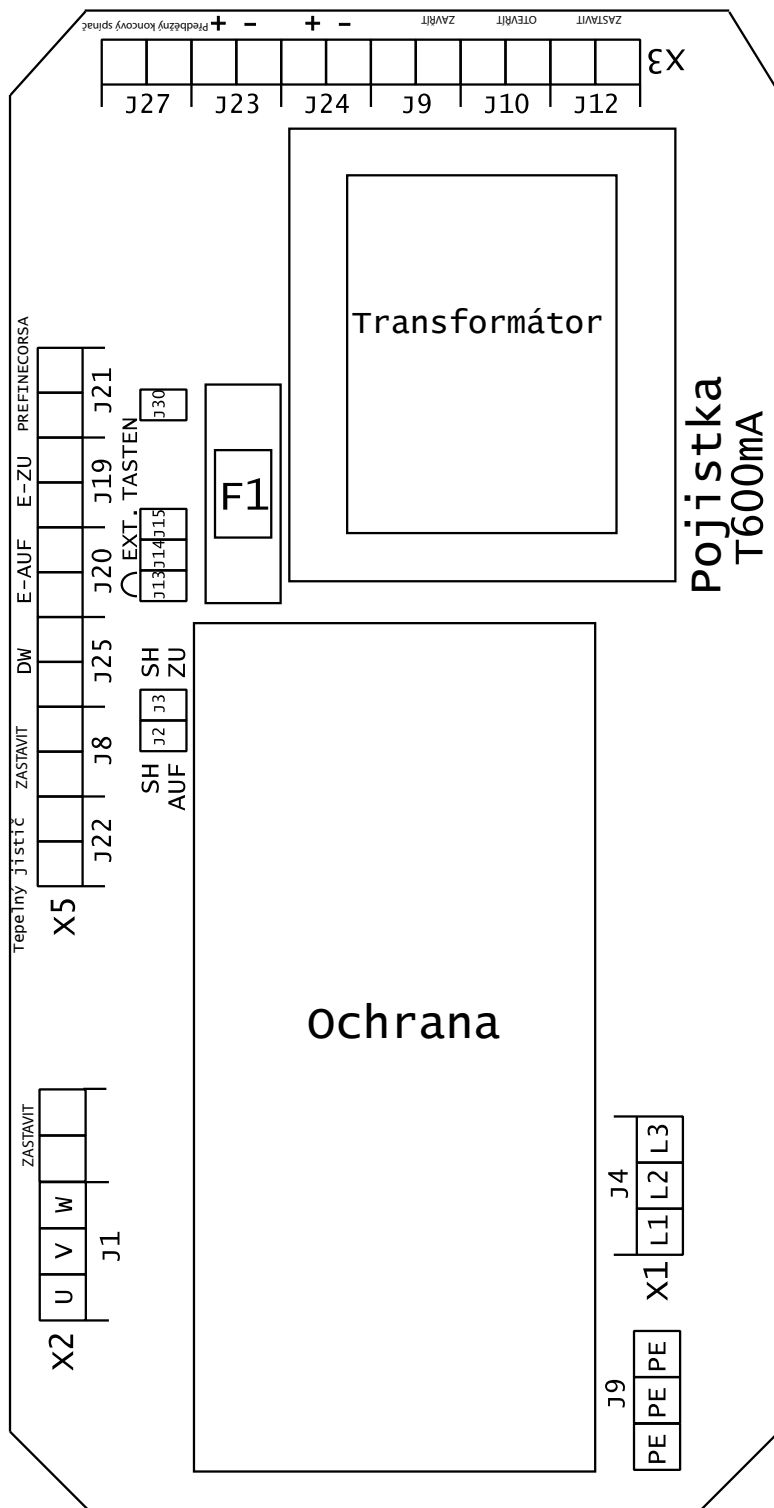 Předběžný koncový spínač
+ −
+ −
ZAVŘÍT
OTEVŘÍT
ZASTAVIT
X3
J27
J23
J24
J9
J10
J12
Transformátor
Pojistka
T600mA
F1
PREFINECORSA
E-ZU
E-AUF
DW
ZASTAVIT
Tepelný jistič
J21
J19
J20
J25
J8
J22
X5
J30
EXT. TASTEN
J15
J14
J13
SH
ZU
J3
J2
SH
AUF
Ochrana
ZASTAVIT
W
V
U
J1
X2
J4
L3
L2
L1
X1
J9
PE
PE
PE